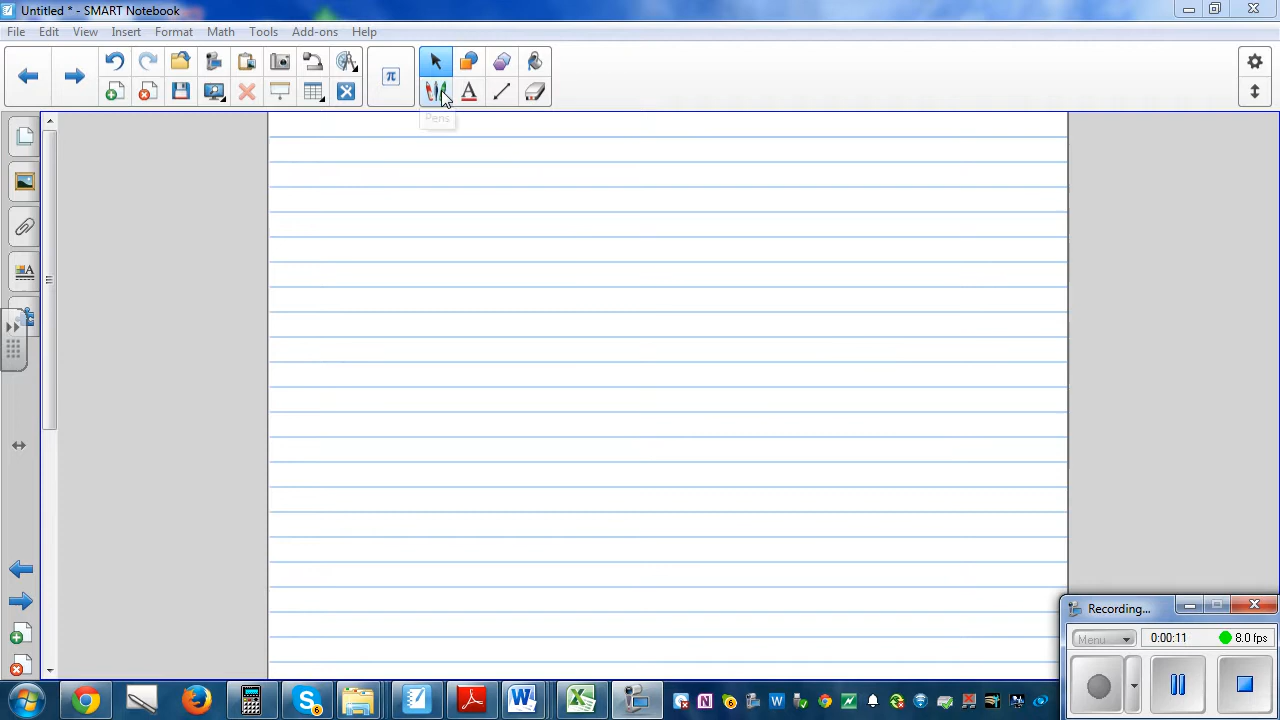 Untitled * - SMART Notebook
File Edit View Insert Format Math Tools Add-ons Help
π
A
Pens
Recording...
Menu 0:00:11 8.0 fps